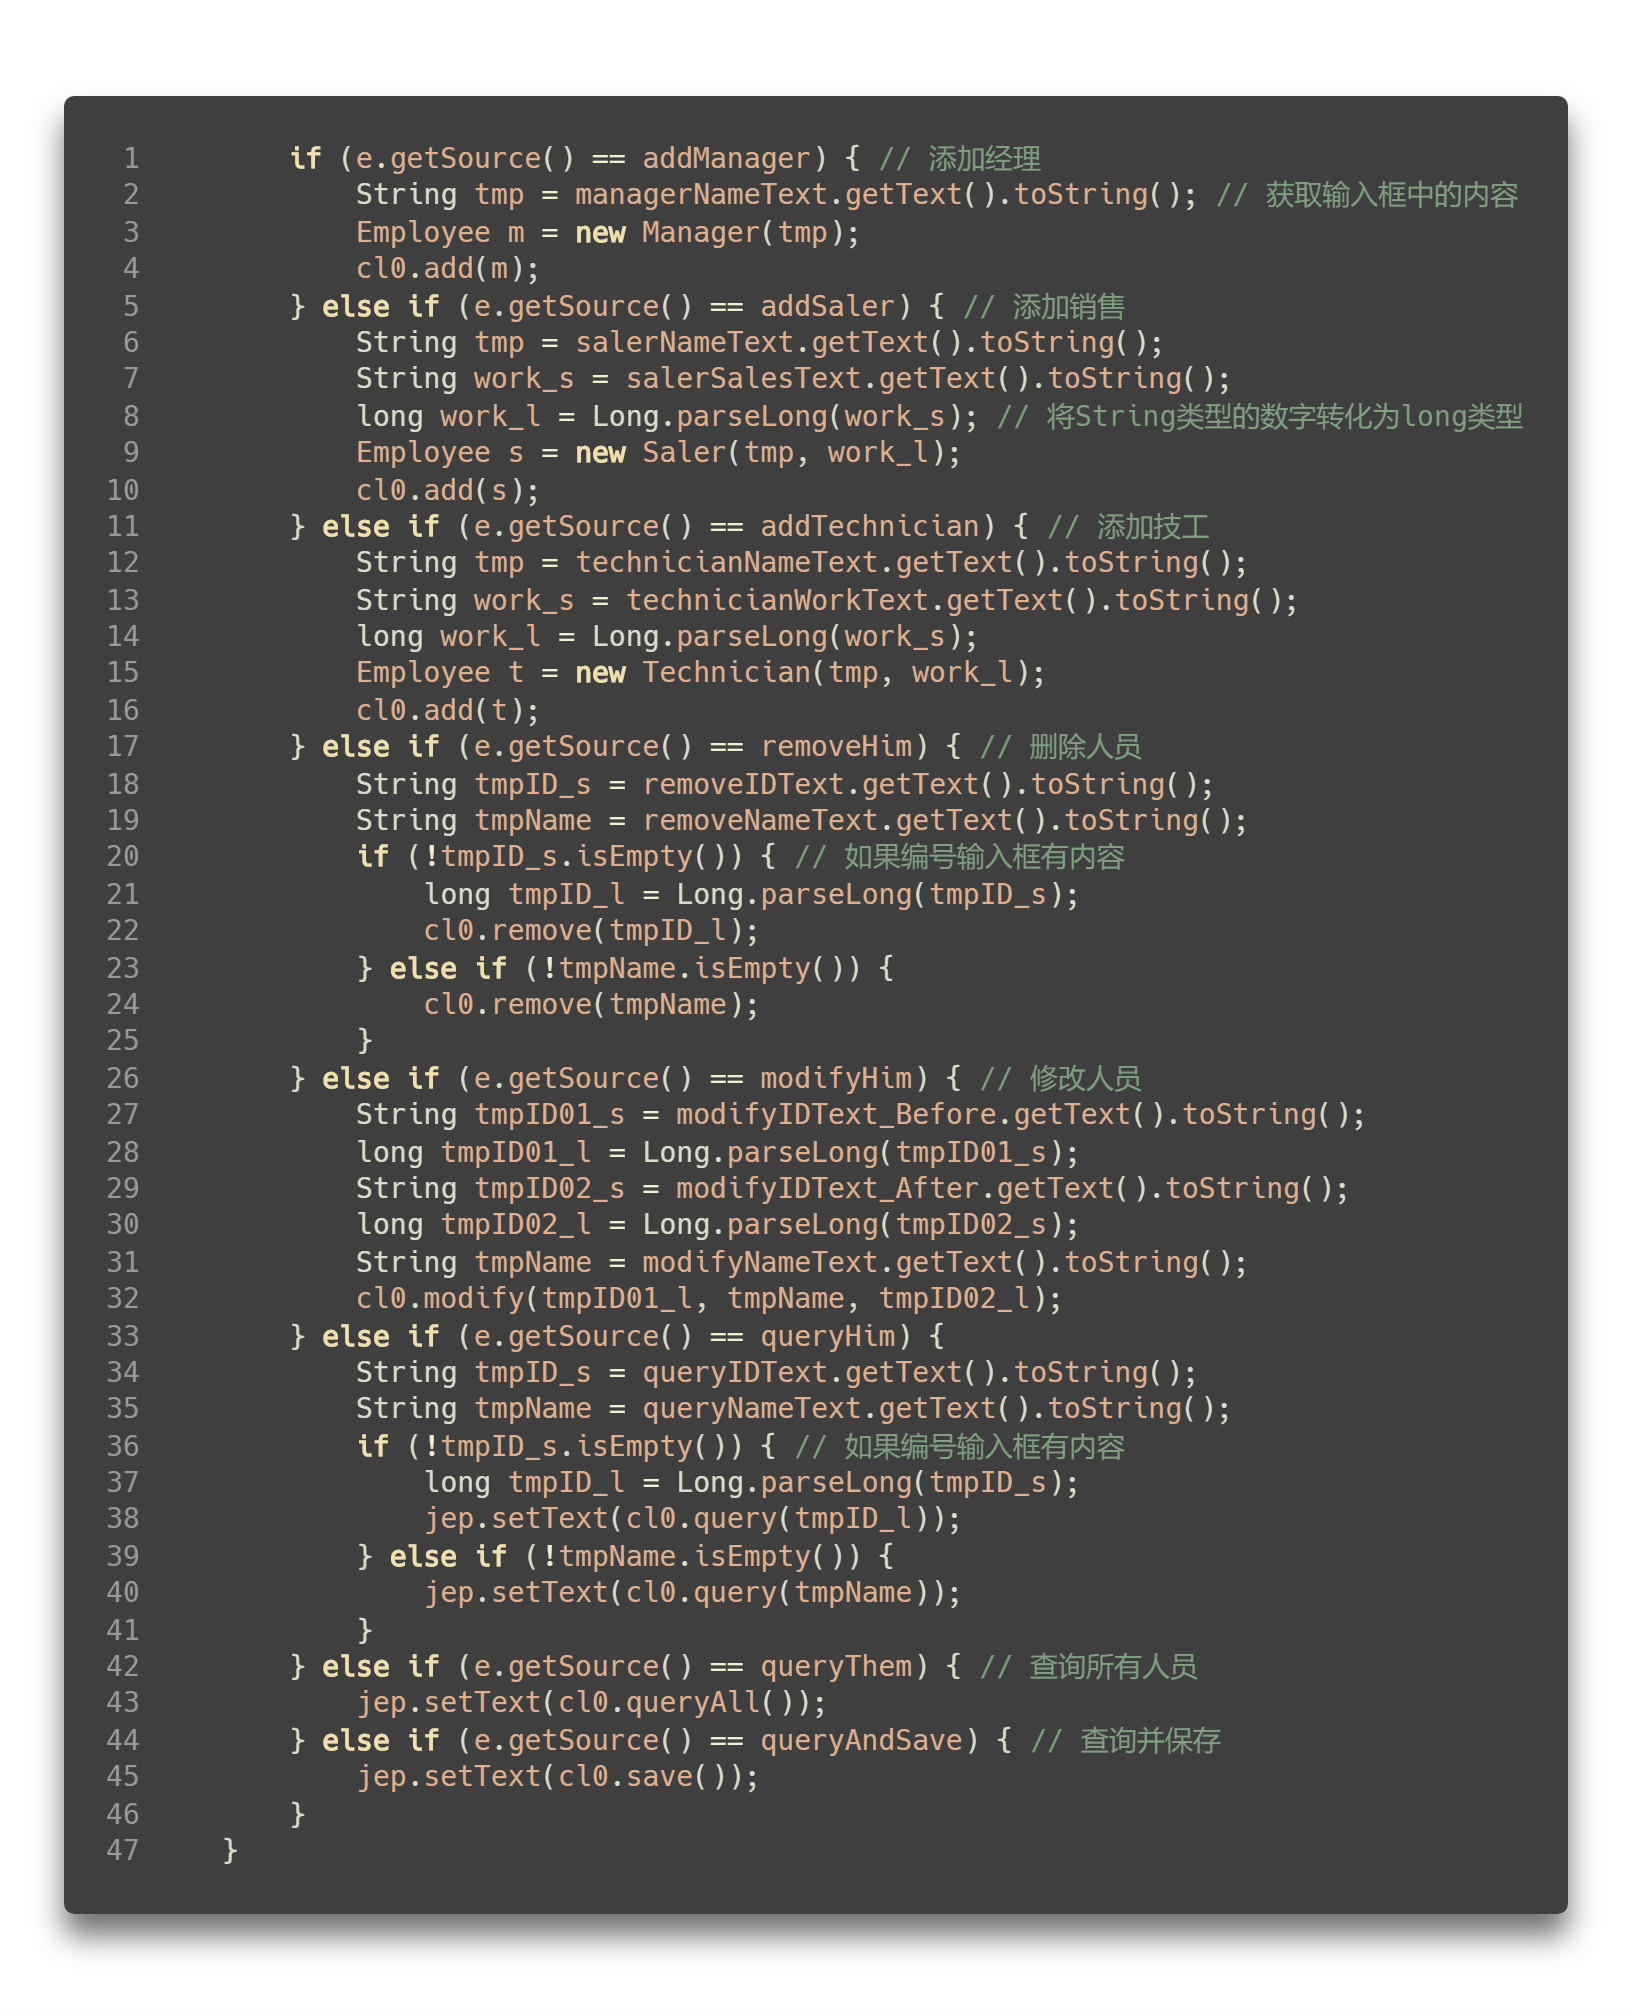 1 if (e.getSource() == addManager) { // 添加经理
2 String tmp = managerNameText.getText().toString(); // 获取输入框中的内容
3 Employee m = new Manager(tmp);
4 cl0.add(m);
5 } else if (e.getSource() == addSaler) { // 添加销售
6 String tmp = salerNameText.getText().toString();
7 String work_s = salerSalesText.getText().toString();
8 long work_l = Long.parseLong(work_s); // 将String类型的数字转化为long类型
9 Employee s = new Saler(tmp, work_l);
10 cl0.add(s);
11 } else if (e.getSource() == addTechnician) { // 添加技工
12 String tmp = technicianNameText.getText().toString();
13 String work_s = technicianWorkText.getText().toString();
14 long work_l = Long.parseLong(work_s);
15 Employee t = new Technician(tmp, work_l);
16 cl0.add(t);
17 } else if (e.getSource() == removeHim) { // 删除人员
18 String tmpID_s = removeIDText.getText().toString();
19 String tmpName = removeNameText.getText().toString();
20 if (!tmpID_s.isEmpty()) { // 如果编号输入框有内容
21 long tmpID_l = Long.parseLong(tmpID_s);
22 cl0.remove(tmpID_l);
23 } else if (!tmpName.isEmpty()) {
24 cl0.remove(tmpName);
25 }
26 } else if (e.getSource() == modifyHim) { // 修改人员
27 String tmpID01_s = modifyIDText_Before.getText().toString();
28 long tmpID01_l = Long.parseLong(tmpID01_s);
29 String tmpID02_s = modifyIDText_After.getText().toString();
30 long tmpID02_l = Long.parseLong(tmpID02_s);
31 String tmpName = modifyNameText.getText().toString();
32 cl0.modify(tmpID01_l, tmpName, tmpID02_l);
33 } else if (e.getSource() == queryHim) {
34 String tmpID_s = queryIDText.getText().toString();
35 String tmpName = queryNameText.getText().toString();
36 if (!tmpID_s.isEmpty()) { // 如果编号输入框有内容
37 long tmpID_l = Long.parseLong(tmpID_s);
38 jep.setText(cl0.query(tmpID_l));
39 } else if (!tmpName.isEmpty()) {
40 jep.setText(cl0.query(tmpName));
41 }
42 } else if (e.getSource() == queryThem) { // 查询所有人员
43 jep.setText(cl0.queryAll());
44 } else if (e.getSource() == queryAndSave) { // 查询并保存
45 jep.setText(cl0.save());
46 }
47 }